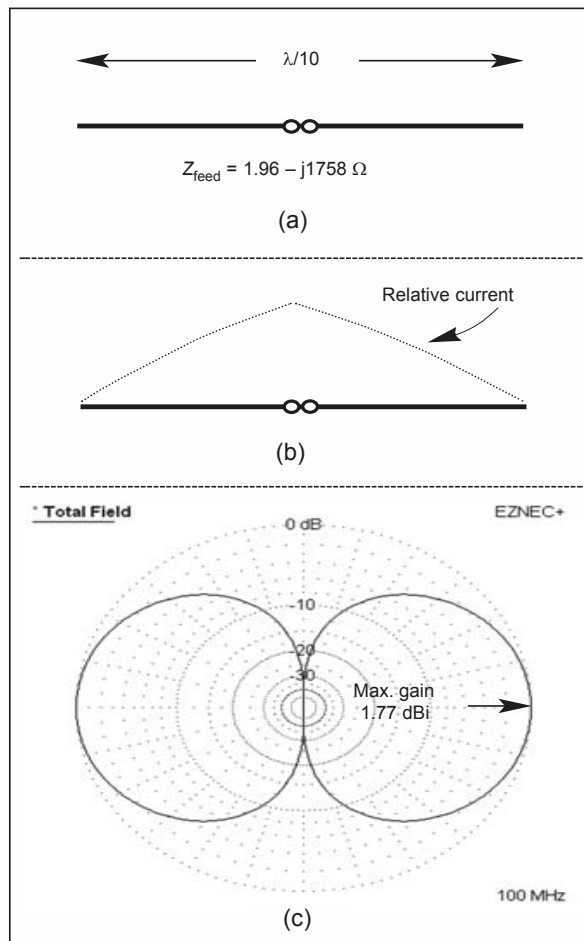 λ/10
Zfeed = 1.96 – j1758 Ω
(a)
Relative current
(b)
* Total Field
EZNEC+
0 dB
-10
-20
-30
Max. gain
1.77 dBi
100 MHz
(c)